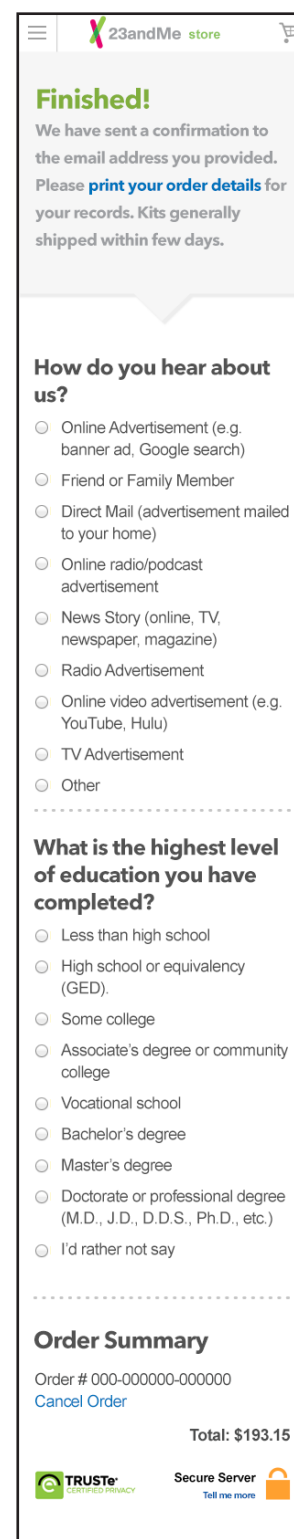 23andMe store
Finished!
We have sent a confirmation to
the email address you provided.
Please print your order details for
your records. Kits generally
shipped within few days.
How do you hear about
us?
Online Advertisement (e.g.
banner ad, Google search)
Friend or Family Member
Direct Mail (advertisement mailed
to your home)
Online radio/podcast
advertisement
News Story (online, TV,
newspaper, magazine)
Radio Advertisement
Online video advertisement (e.g.
YouTube, Hulu)
TV Advertisement
Other
What is the highest level
of education you have
completed?
Less than high school
High school or equivalency
(GED).
Some college
Associate's degree or community
college
Vocational school
Bachelor's degree
Master's degree
Doctorate or professional degree
(M.D., J.D., D.D.S., Ph.D., etc.)
I'd rather not say
Order Summary
Order # 000-000000-000000
Cancel Order
Total: $193.15
TRUSTe
CERTIFIED PRIVACY
Secure Server
Tell me more